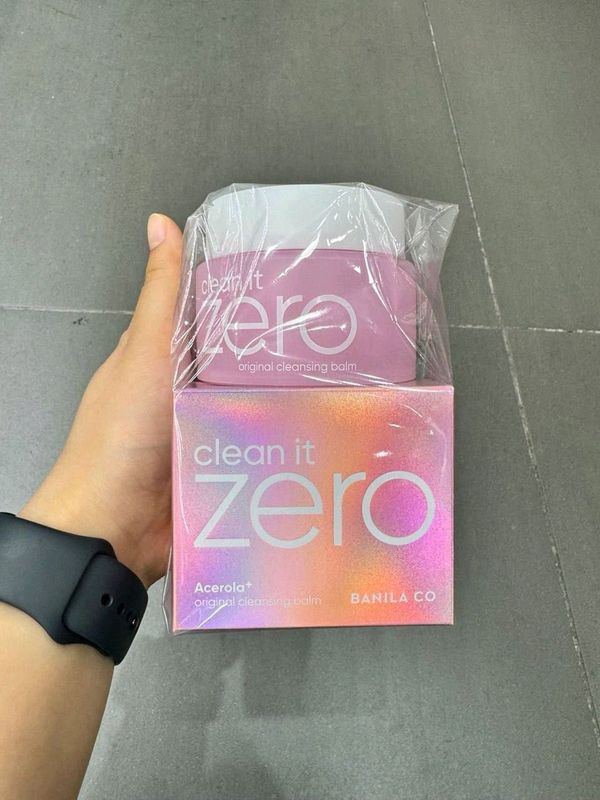 clean it
zero
original cleansing balm
clean it
zero
Acerola+
original cleansing balm
BANILA CO